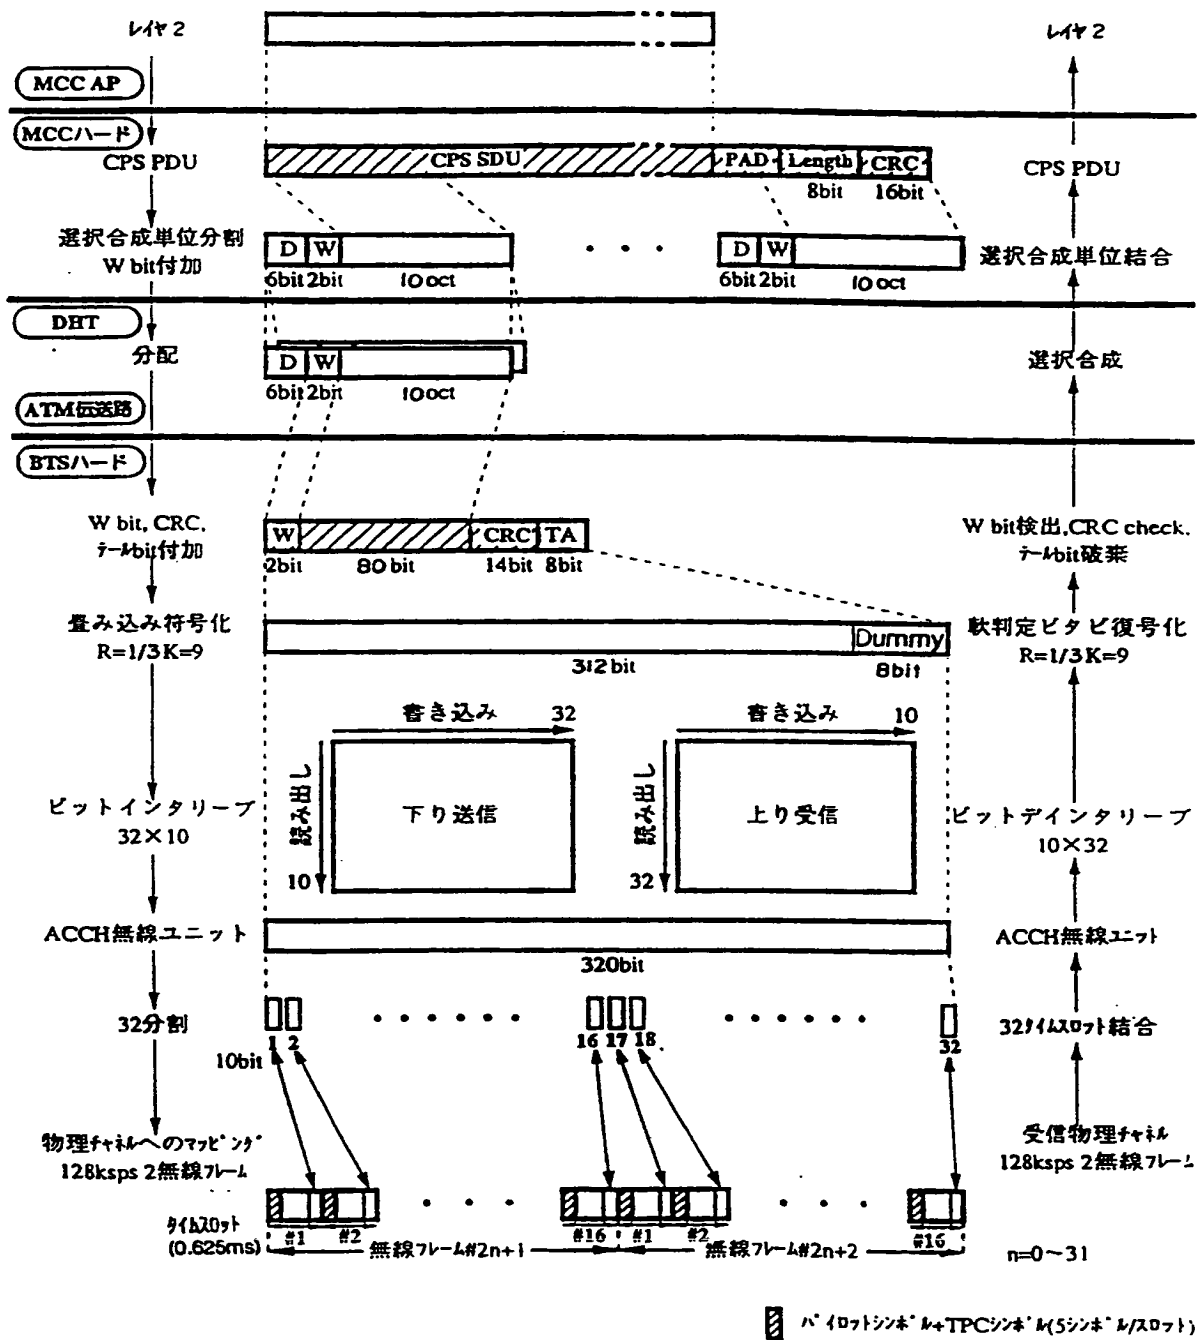 レイヤ 2
レイヤ 2
MCC AP
MCCハード
CPS PDU
CPS SDU
PAD
Length
CRC
8bit
16bit
CPS PDU
選択合成単位分割
W bit付加
D
W
6bit
2bit
10 oct
・ ・ ・
D
W
6bit
2bit
10 oct
選択合成単位結合
DHT
分配
D
W
6bit
2bit
10 oct
選択合成
ATM伝送路
BTSハード
W bit, CRC,
テールbit付加
W
CRC
TA
2bit
80 bit
14bit
8bit
W bit検出,CRC check.
テールbit破棄
畳み込み符号化
R=1/3 K=9
Dummy
312 bit
8bit
軟判定ビタビ復号化
R=1/3 K=9
書き込み
32
読み出し
10
下り送信
書き込み
10
読み出し
32
上り受信
ビットインタリーブ
32×10
ビットデインタリーブ
10×32
ACCH無線ユニット
320bit
ACCH無線ユニット
32分割
10bit
1 2
16 17 18
32
32タイムスロット結合
物理チャネルへのマッピング
128ksps 2無線フレーム
受信物理チャネル
128ksps 2無線フレーム
タイムスロット
(0.625ms)
#1
#2
#16
#1
#2
#16
無線フレーム#2n+1
無線フレーム#2n+2
n=0～31
パイロットシンボル+TPCシンボル(5シンボル/スロット)